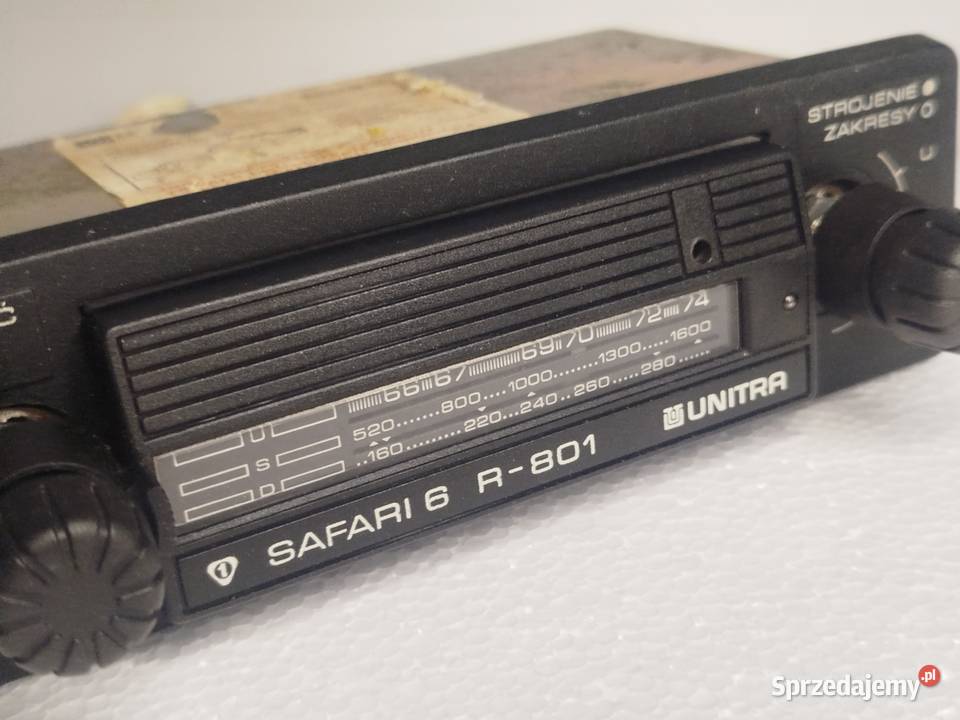 STROJENIE
ZAKRESY
U
Ć
U 66 67 69 70 72 74
S 520 800 1000 1300 1600
D 160 220 240 260 280
UNITRA
1 SAFARI 6 R-801
Sprzedajemy.pl